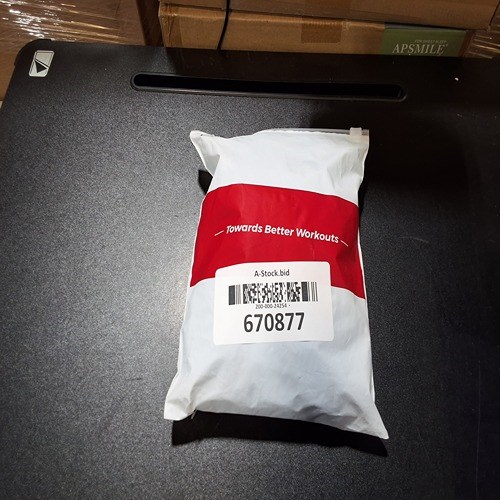 APSMILE
— Towards Better Workouts —
A-Stock.bid
200-000-24254
670877